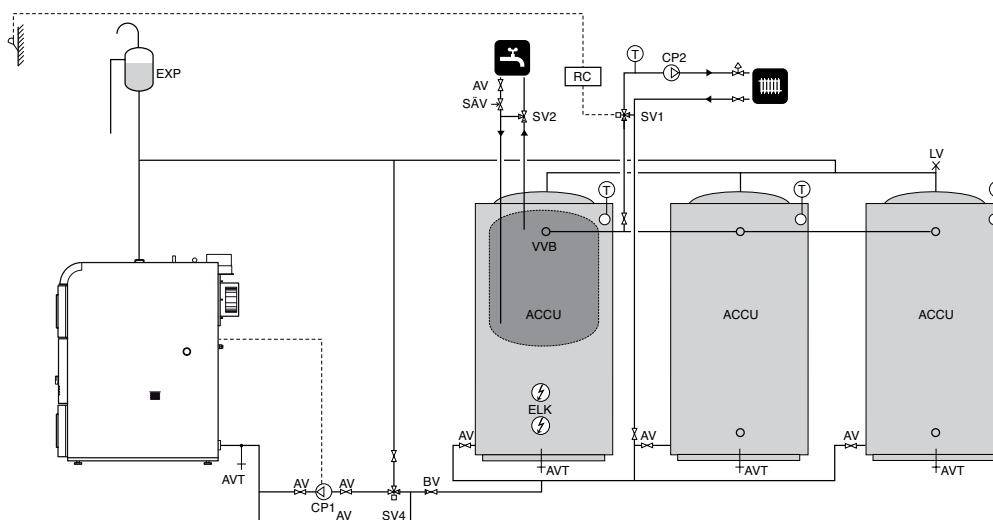 EXP
AV
SÄV
SV2
RC
T
CP2
SV1
LV
T
T
VVB
ACCU
ACCU
ACCU
ELK
AV
AV
AV
AVT
AVT
AVT
AVT
AV
AV
BV
CP1
AV
SV4